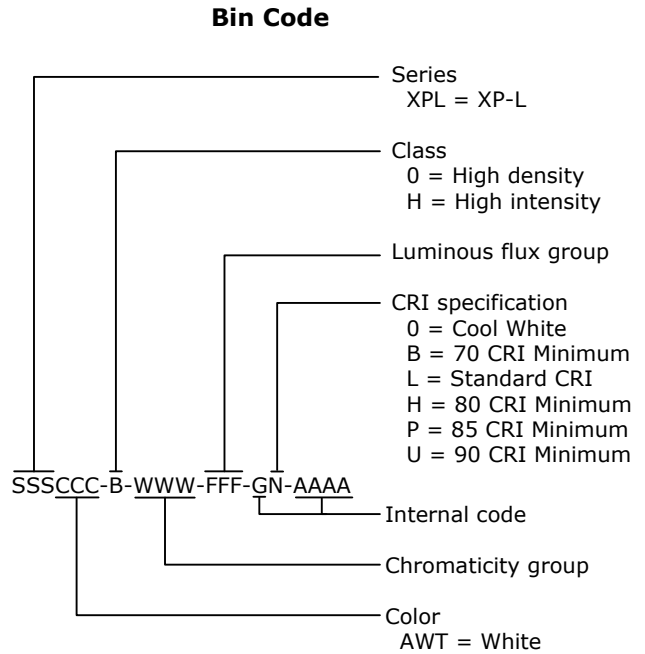 Bin Code
Series
XPL = XP-L
Class
0 = High density
H = High intensity
Luminous flux group
CRI specification
0 = Cool White
B = 70 CRI Minimum
L = Standard CRI
H = 80 CRI Minimum
P = 85 CRI Minimum
U = 90 CRI Minimum
SSSCCC-B-WWW-FFF-GN-AAAA
Internal code
Chromaticity group
Color
AWT = White